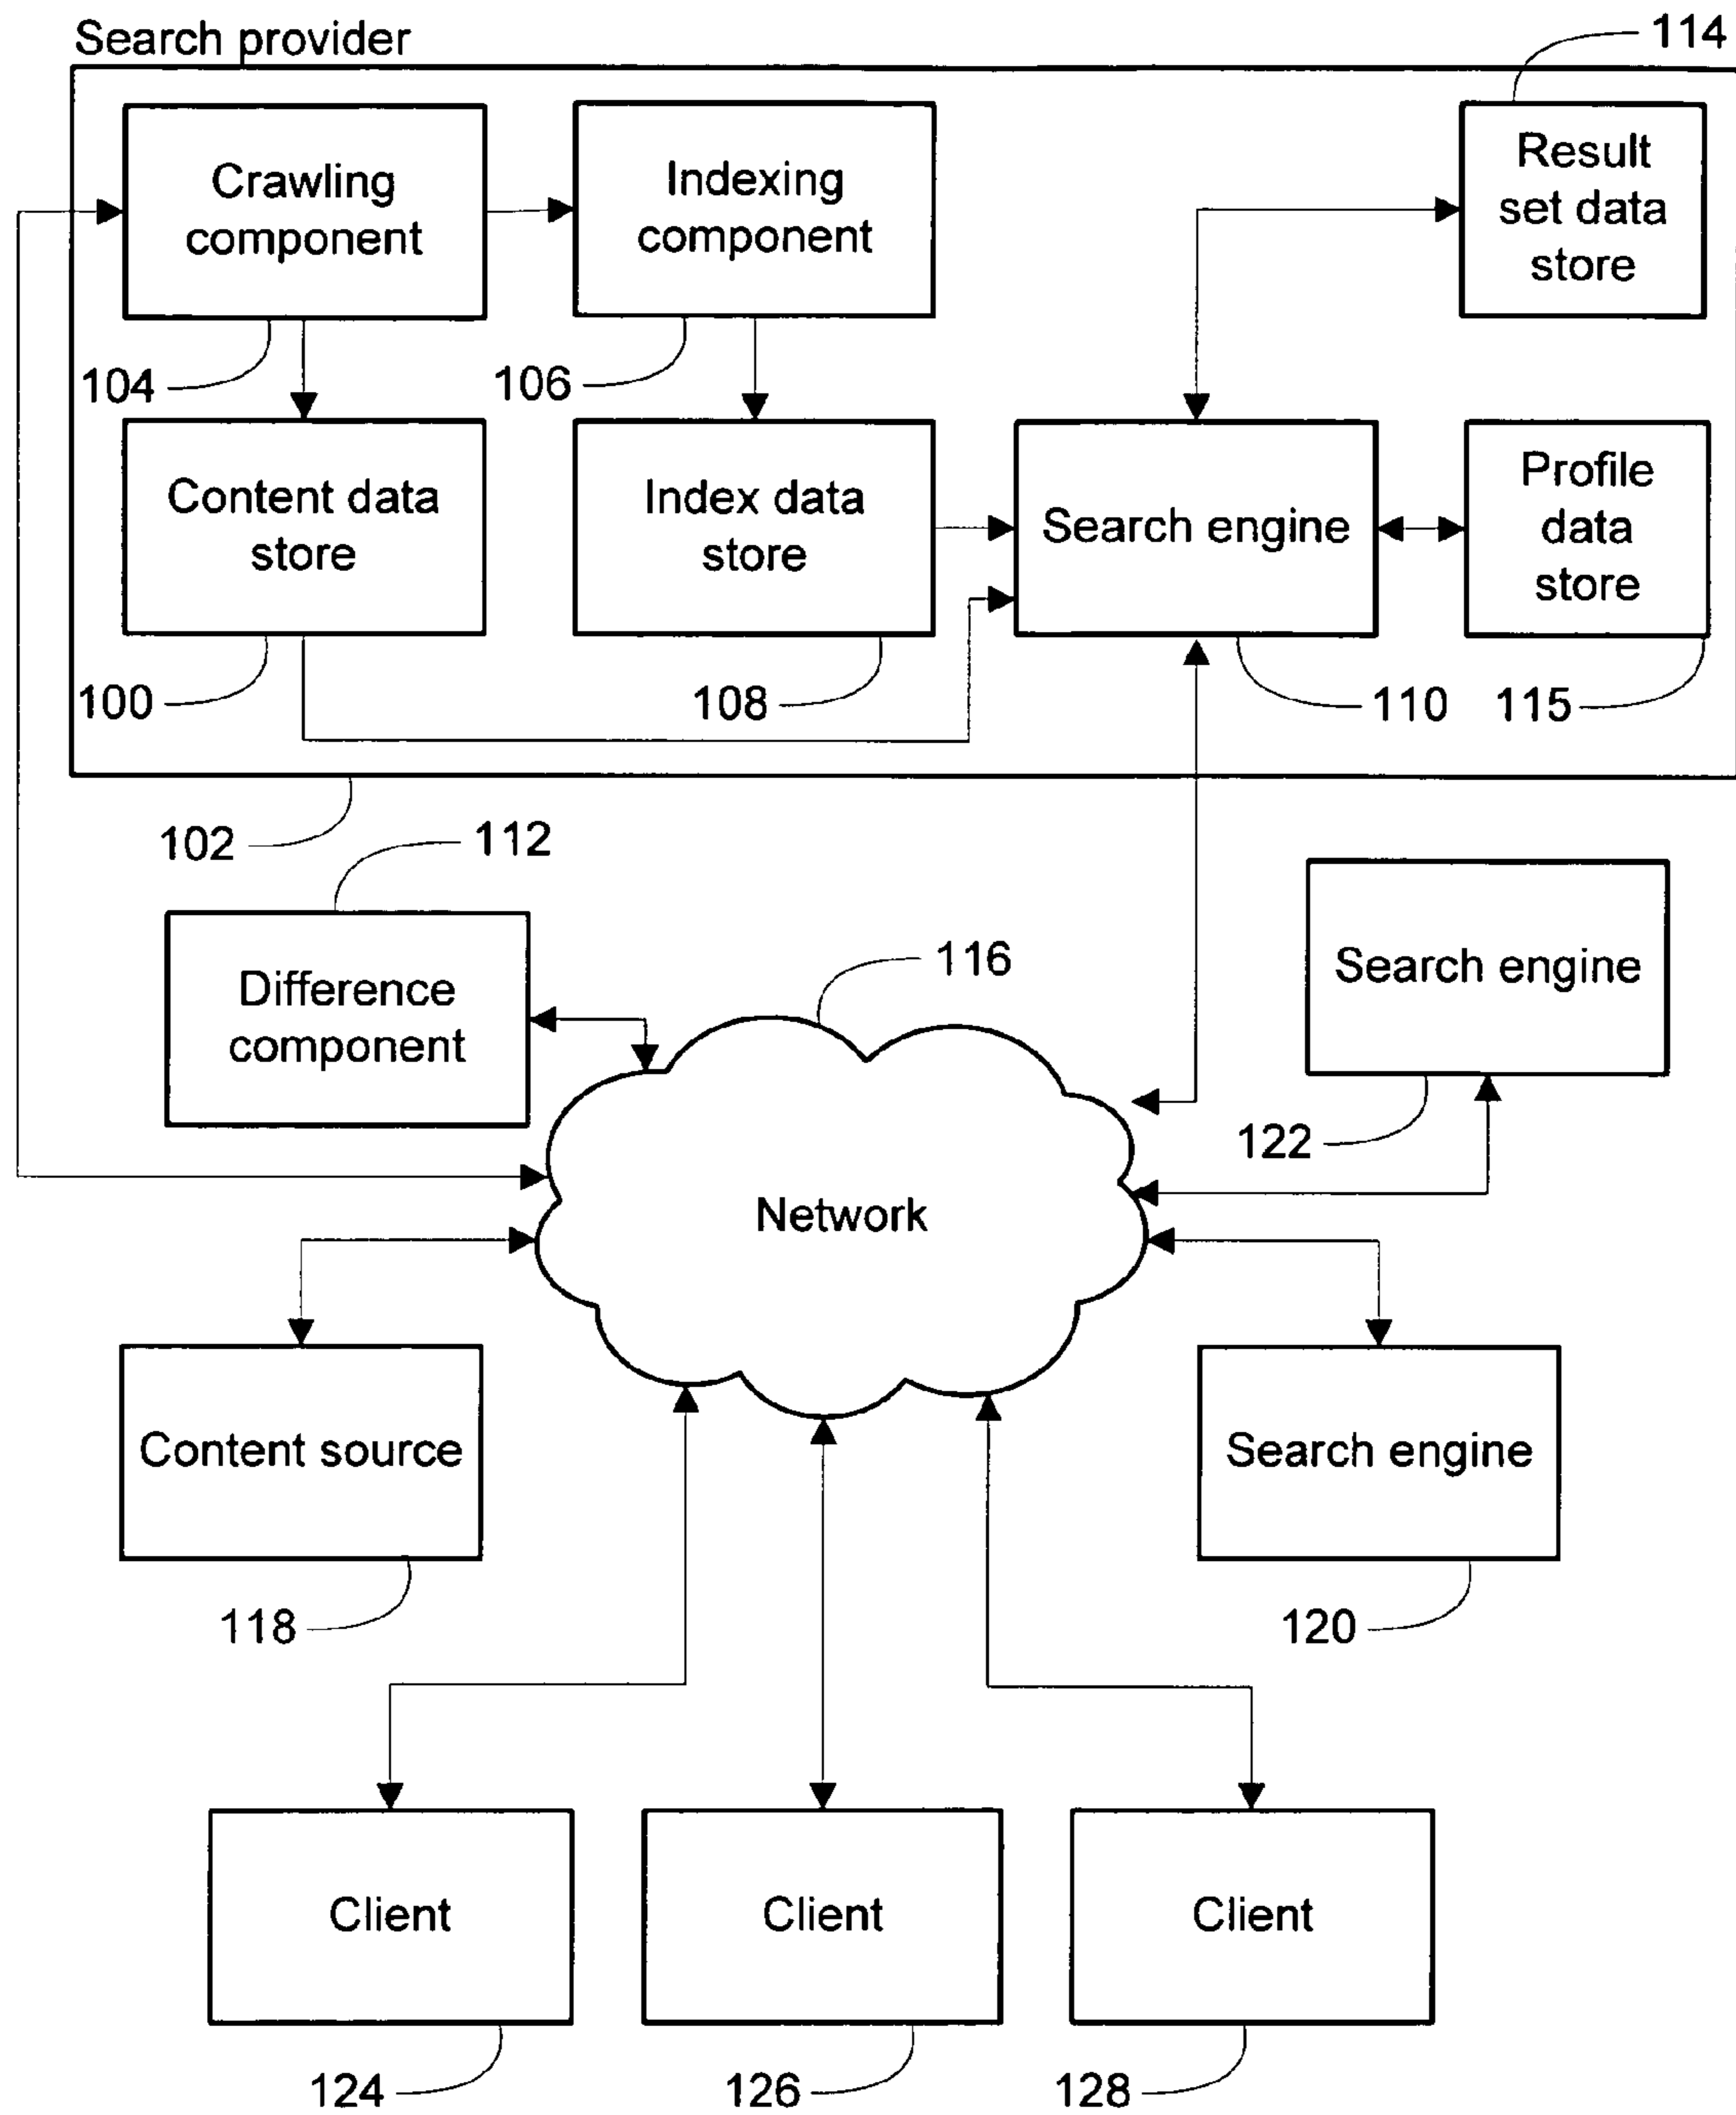 Search provider
114
Crawling
component
Indexing
component
Result
set data
store
104
106
Content data
store
Index data
store
Search engine
Profile
data
store
100
108
110
115
102
112
Difference
component
116
Search engine
122
Network
Content source
Search engine
118
120
Client
Client
Client
124
126
128